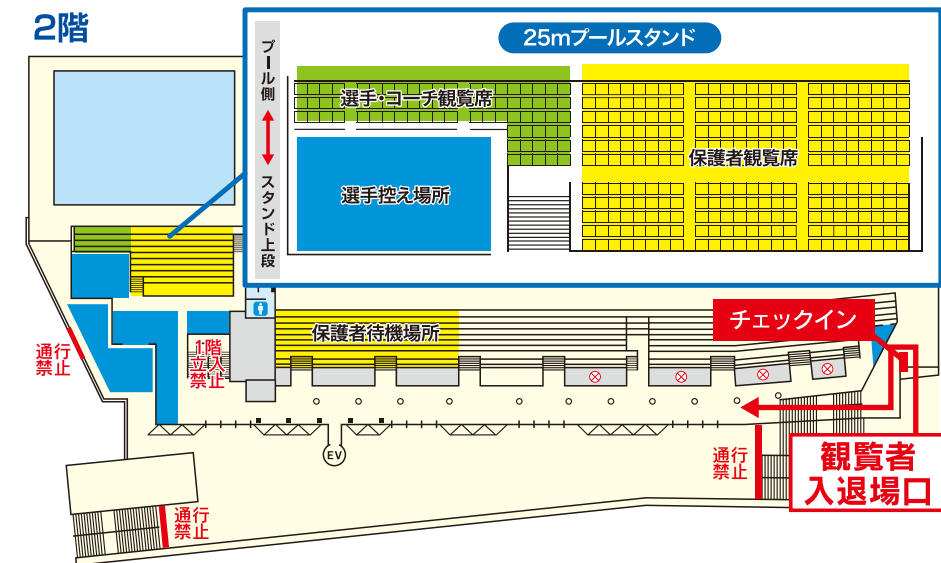 2階
25mプールスタンド
プール側
スタンド上段
選手・コーチ観覧席
保護者観覧席
選手控え場所
チェックイン
保護者待機場所
通行
禁止
1階
立入
禁止
EV
通行
禁止
観覧者
入退場口
通行
禁止